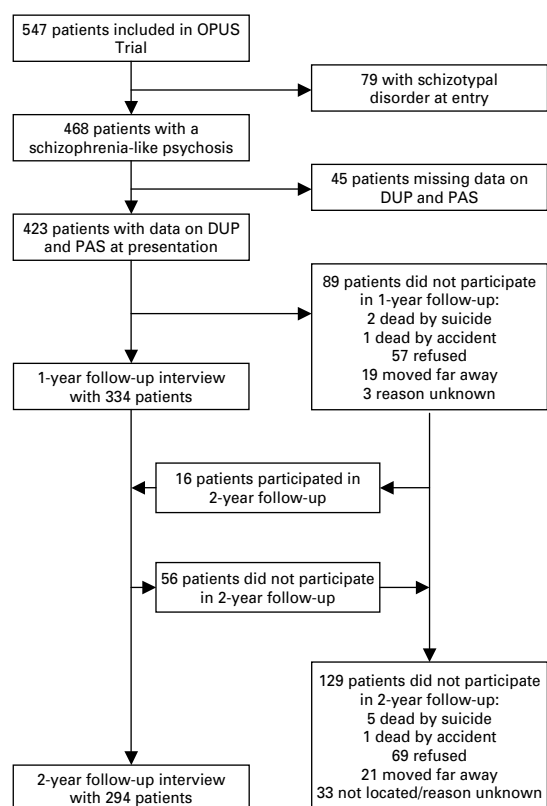 547 patients included in OPUS
Trial
79 with schizotypal
disorder at entry
468 patients with a
schizophrenia-like psychosis
45 patients missing data on
DUP and PAS
423 patients with data on DUP
and PAS at presentation
89 patients did not participate
in 1-year follow-up:
2 dead by suicide
1 dead by accident
57 refused
19 moved far away
3 reason unknown
1-year follow-up interview
with 334 patients
16 patients participated in
2-year follow-up
56 patients did not participate
in 2-year follow-up
129 patients did not participate
in 2-year follow-up:
5 dead by suicide
1 dead by accident
69 refused
21 moved far away
33 not located/reason unknown
2-year follow-up interview
with 294 patients